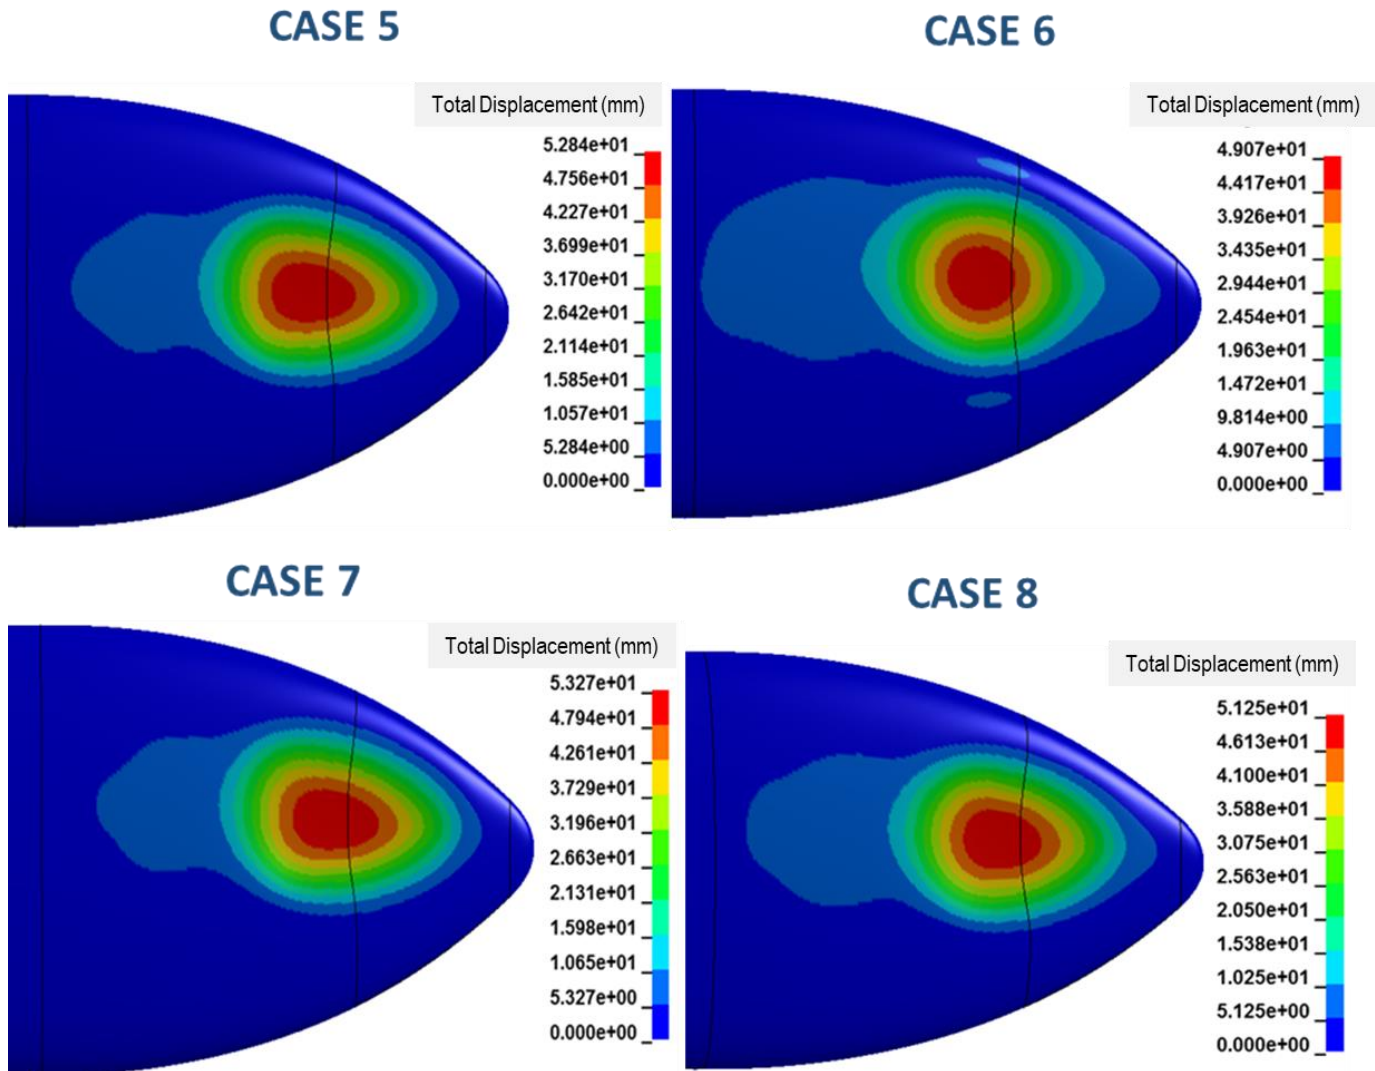 CASE 5
Total Displacement (mm)
5.284e+01
4.756e+01
4.227e+01
3.699e+01
3.170e+01
2.642e+01
2.114e+01
1.585e+01
1.057e+01
5.284e+00
0.000e+00
CASE 6
Total Displacement (mm)
4.907e+01
4.417e+01
3.926e+01
3.435e+01
2.944e+01
2.454e+01
1.963e+01
1.472e+01
9.814e+00
4.907e+00
0.000e+00
CASE 7
Total Displacement (mm)
5.327e+01
4.794e+01
4.261e+01
3.729e+01
3.196e+01
2.663e+01
2.131e+01
1.598e+01
1.065e+01
5.327e+00
0.000e+00
CASE 8
Total Displacement (mm)
5.125e+01
4.613e+01
4.100e+01
3.588e+01
3.075e+01
2.563e+01
2.050e+01
1.538e+01
1.025e+01
5.125e+00
0.000e+00